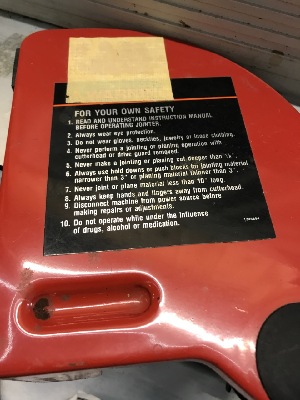 FOR YOUR OWN SAFETY
1. READ AND UNDERSTAND INSTRUCTION MANUAL
BEFORE OPERATING JOINTER.
2. Always wear eye protection.
3. Do not wear gloves, necklas, jewelry or loose clothing.
4. Never perform a jointing or planing operation with
cutterhead or drive guard removed.
5. Never make a jointing or planing cut deeper than ⅛".
6. Always use hold downs or push blocks for jointing material
narrower than 3" or planing material thinner than 3".
7. Never joint or plane material less than 10" long.
8. Always keep hands and fingers away from cutterhead.
9. Disconnect machine from power source before
making repairs or adjustments.
10. Do not operate while under the influence
of drugs, alcohol or medication.